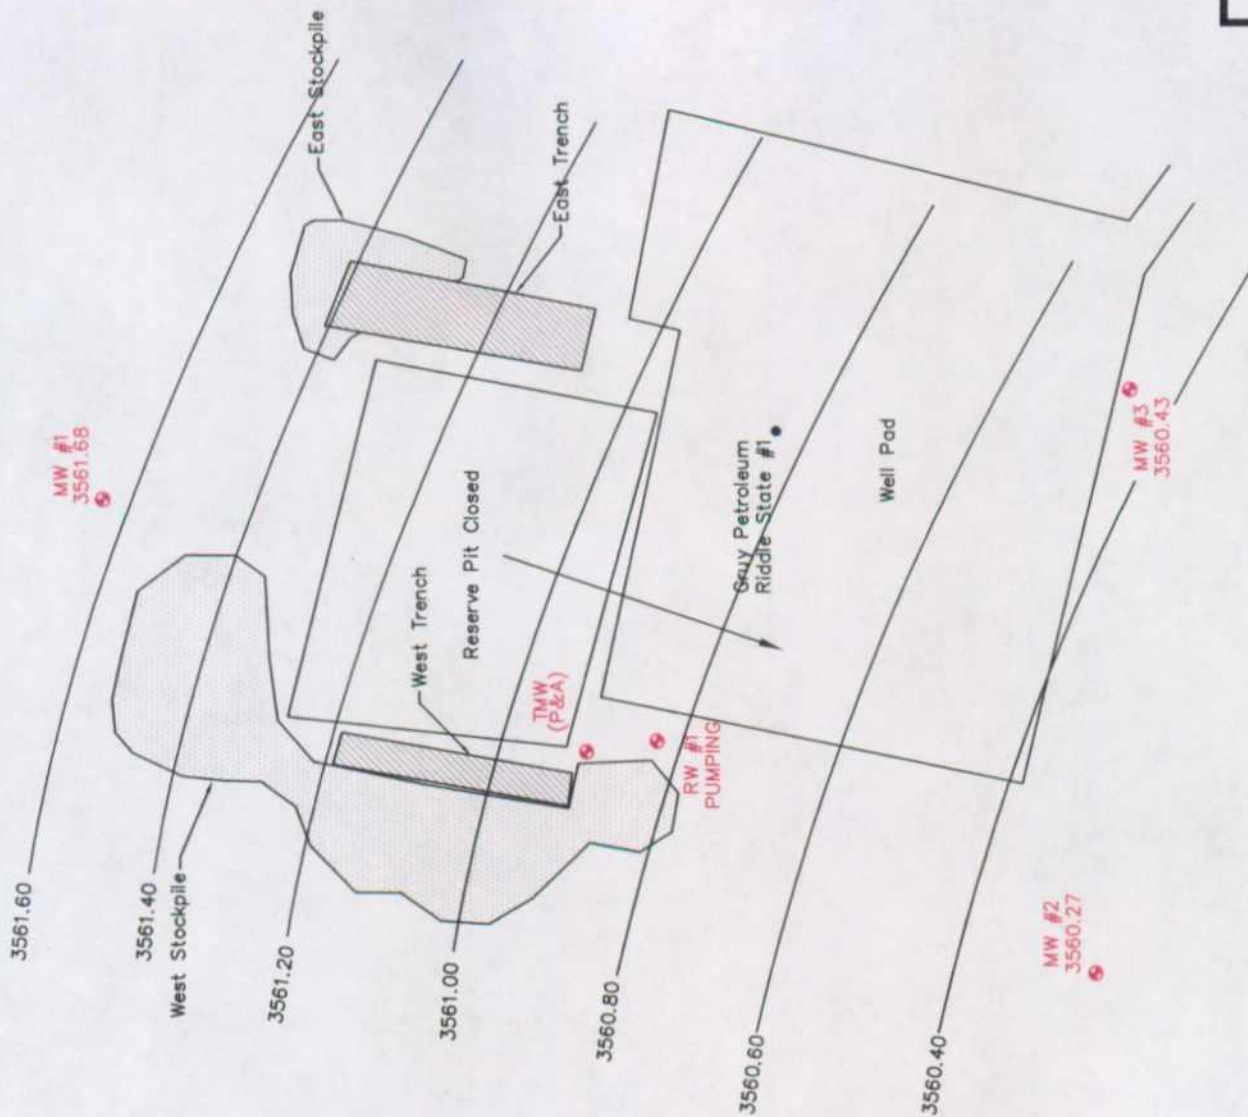 East Stockpile
East Trench
MW #1
3561.68
3561.60
3561.40
West Stockpile
3561.20
3561.00
3560.80
3560.60
3560.40
Reserve Pit Closed
West Trench
TMW
(P&A)
RW #1
PUMPING
Gruy Petroleum
Riddle State #1
Well Pad
MW #3
3560.43
MW #2
3560.27